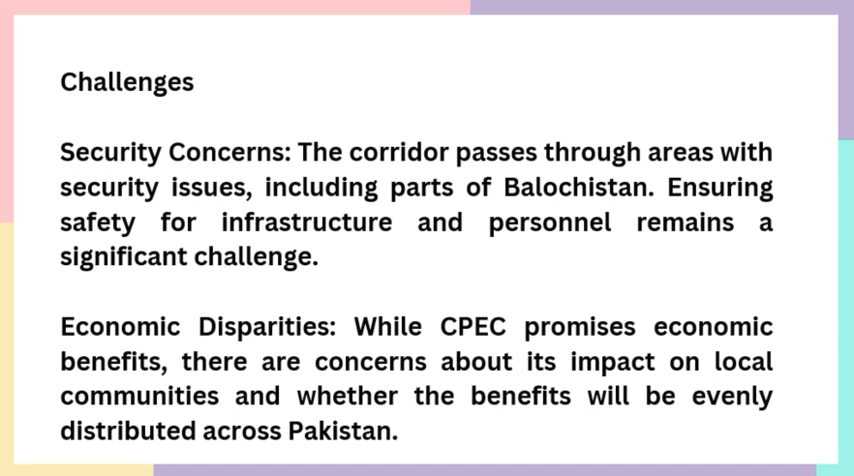 Challenges
Security Concerns: The corridor passes through areas with
security issues, including parts of Balochistan. Ensuring
safety for infrastructure and personnel remains a
significant challenge.
Economic Disparities: While CPEC promises economic
benefits, there are concerns about its impact on local
communities and whether the benefits will be evenly
distributed across Pakistan.